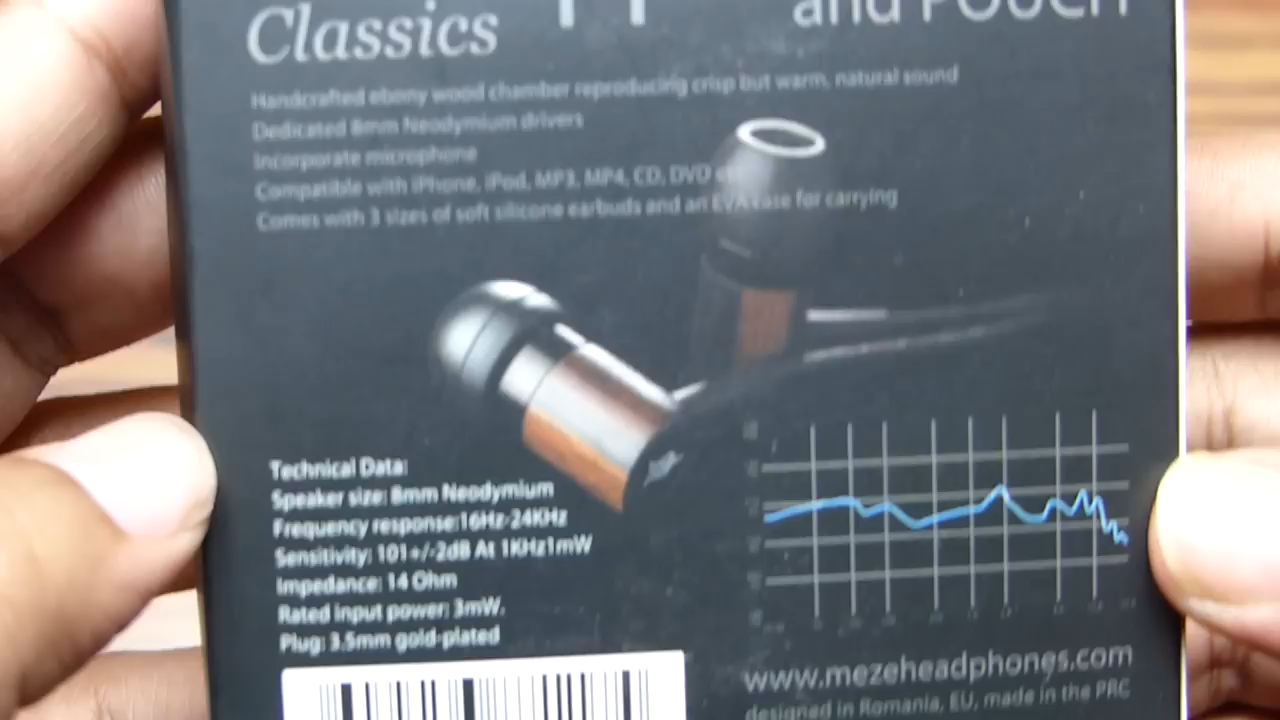 Classics
and POUCH
Handcrafted ebony wood chamber reproducing crisp but warm, natural sound
Dedicated 8mm Neodymium drivers
Incorporate microphone
Compatible with iPhone, iPod, MP3, MP4, CD, DVD
Comes with 3 sizes of soft silicone earbuds and an EVA case for carrying
Technical Data:
Speaker size: 8mm Neodymium
Frequency response:16Hz-24KHz
Sensitivity: 101+/-2dB At 1KHz1mW
Impedance: 14 Ohm
Rated input power: 3mW.
Plug: 3.5mm gold-plated
www.mezeheadphones.com
designed in Romania, EU, made in the PRC